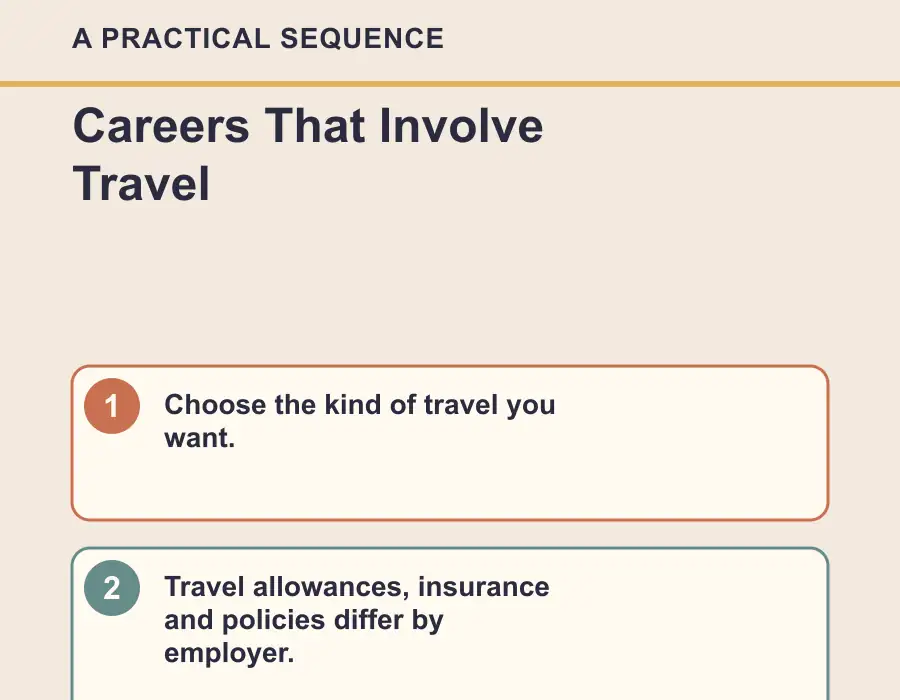 A PRACTICAL SEQUENCE
Careers That Involve
Travel
1
Choose the kind of travel you
want.
2
Travel allowances, insurance
and policies differ by
employer.